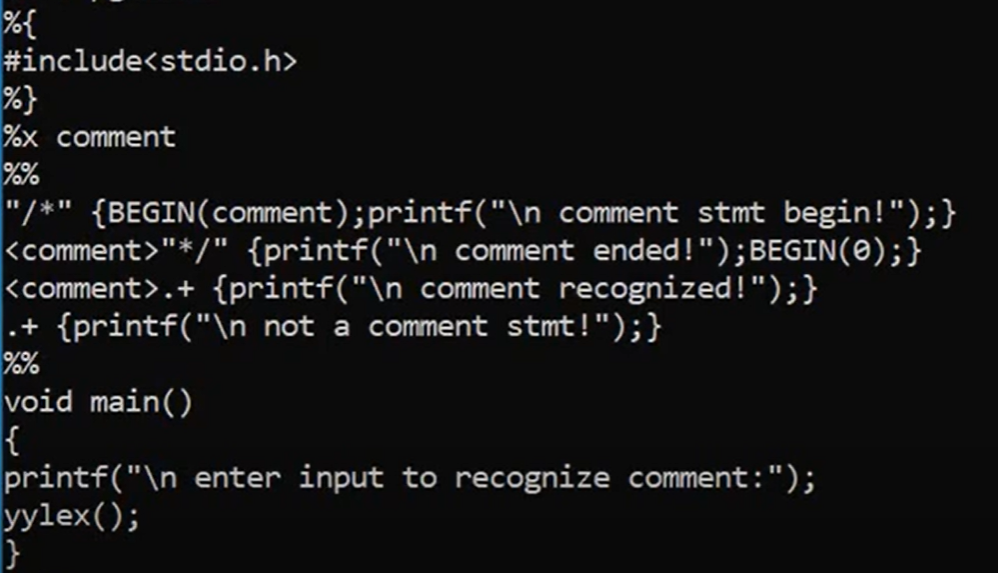 %{
#include<stdio.h>
%}
%x comment
%%
"/*" {BEGIN(comment);printf("\n comment stmt begin!");}
<comment>"*/" {printf("\n comment ended!");BEGIN(0);}
<comment>.+ {printf("\n comment recognized!");}
.+ {printf("\n not a comment stmt!");}
%%
void main()
{
printf("\n enter input to recognize comment:");
yylex();
}